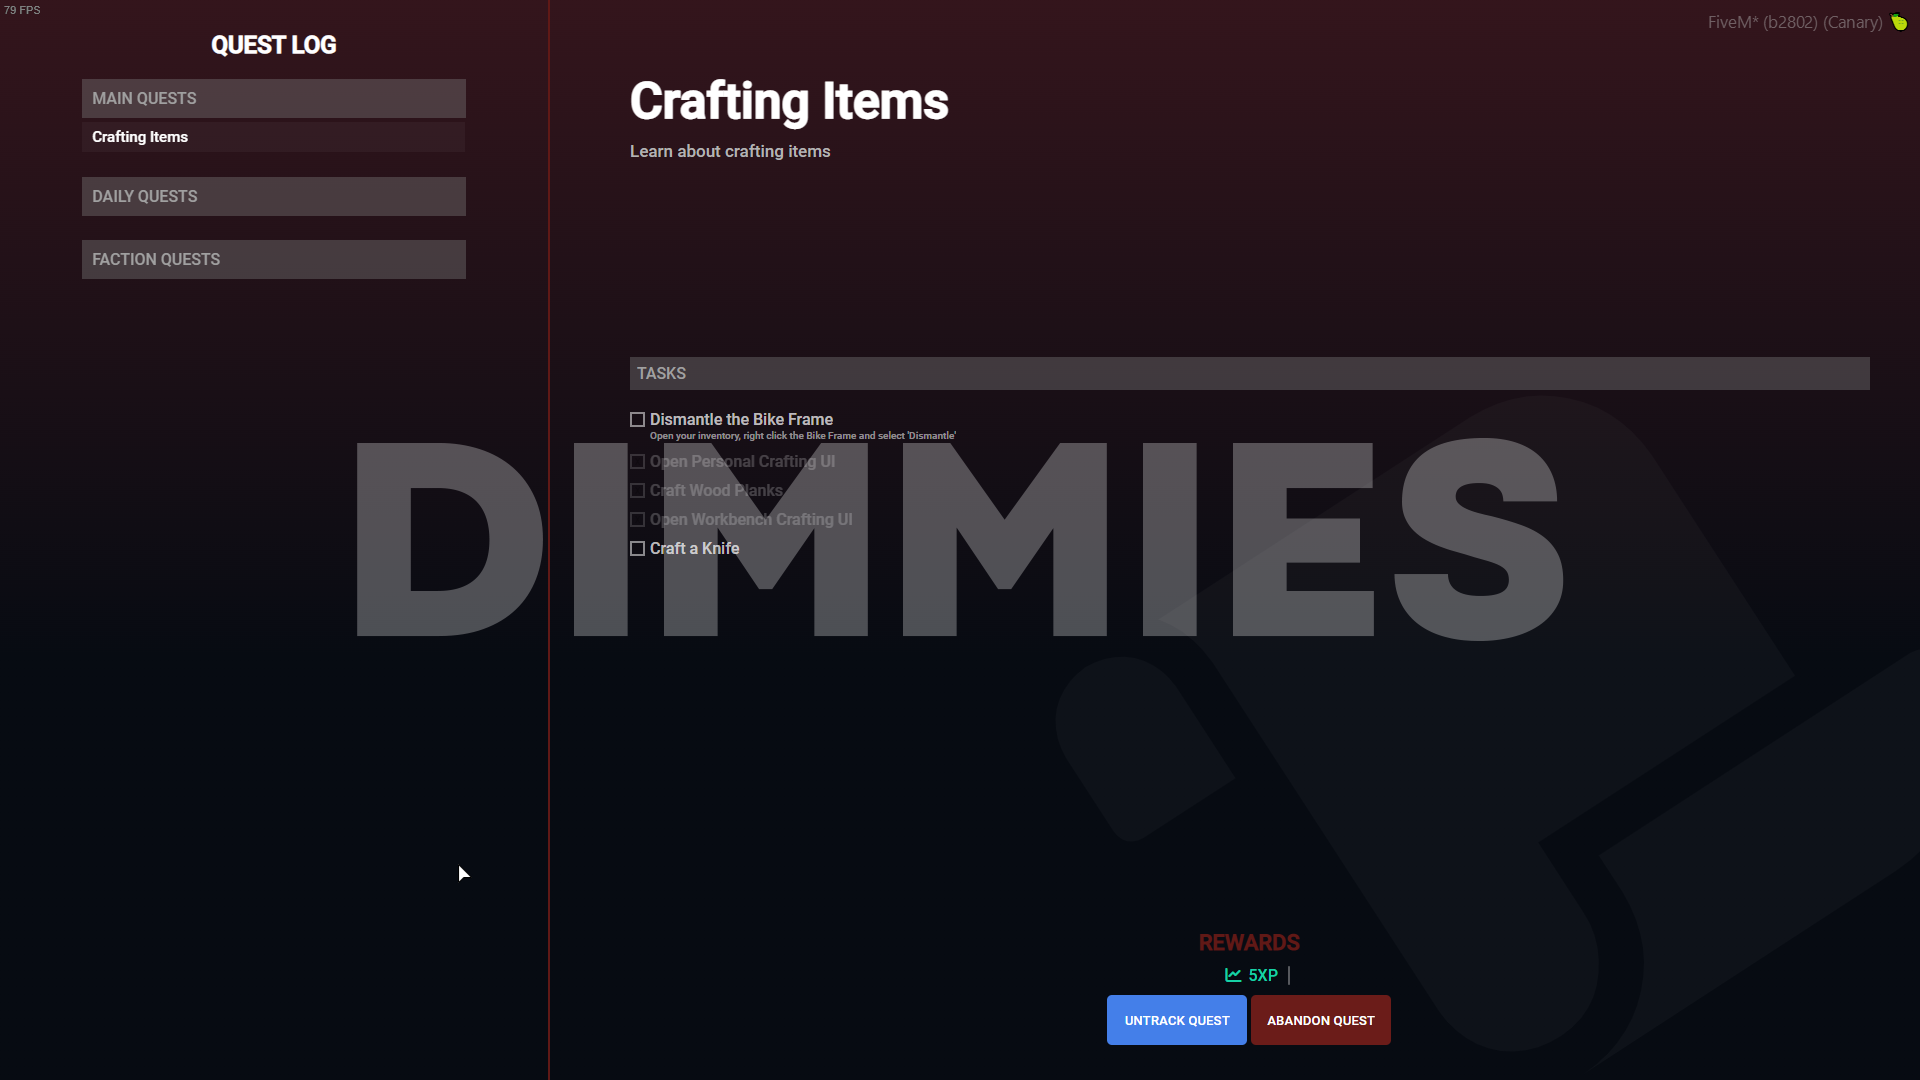 79 FPS
FiveM* (b2802) (Canary)
QUEST LOG
MAIN QUESTS
Crafting Items
DAILY QUESTS
FACTION QUESTS
Crafting Items
Learn about crafting items
TASKS
Dismantle the Bike Frame
Open your inventory, right click the Bike Frame and select 'Dismantle'
Open Personal Crafting UI
Craft Wood Planks
Open Workbench Crafting UI
Craft a Knife
DIMMIES
REWARDS
5XP
UNTRACK QUEST
ABANDON QUEST